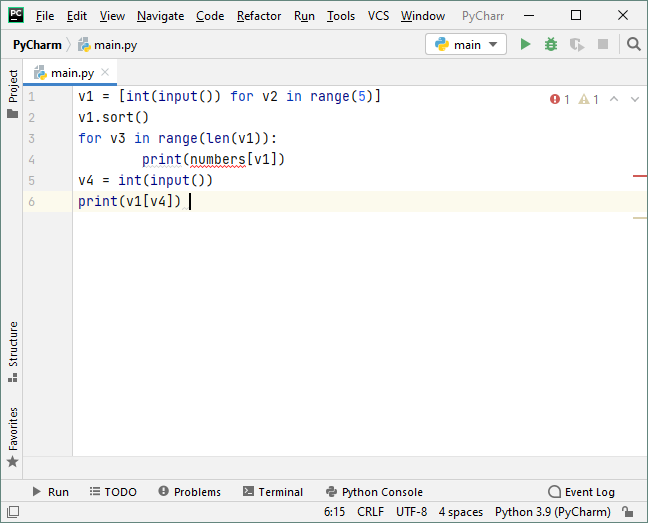 PC File Edit View Navigate Code Refactor Run Tools VCS Window PyCharr
PyCharm main.py main
Project
main.py
1 v1 = [int(input()) for v2 in range(5)] 1 1
2 v1.sort()
3 for v3 in range(len(v1)):
4 print(numbers[v1])
5 v4 = int(input())
6 print(v1[v4])
Structure
Favorites
Run TODO Problems Terminal Python Console Event Log
6:15 CRLF UTF-8 4 spaces Python 3.9 (PyCharm)